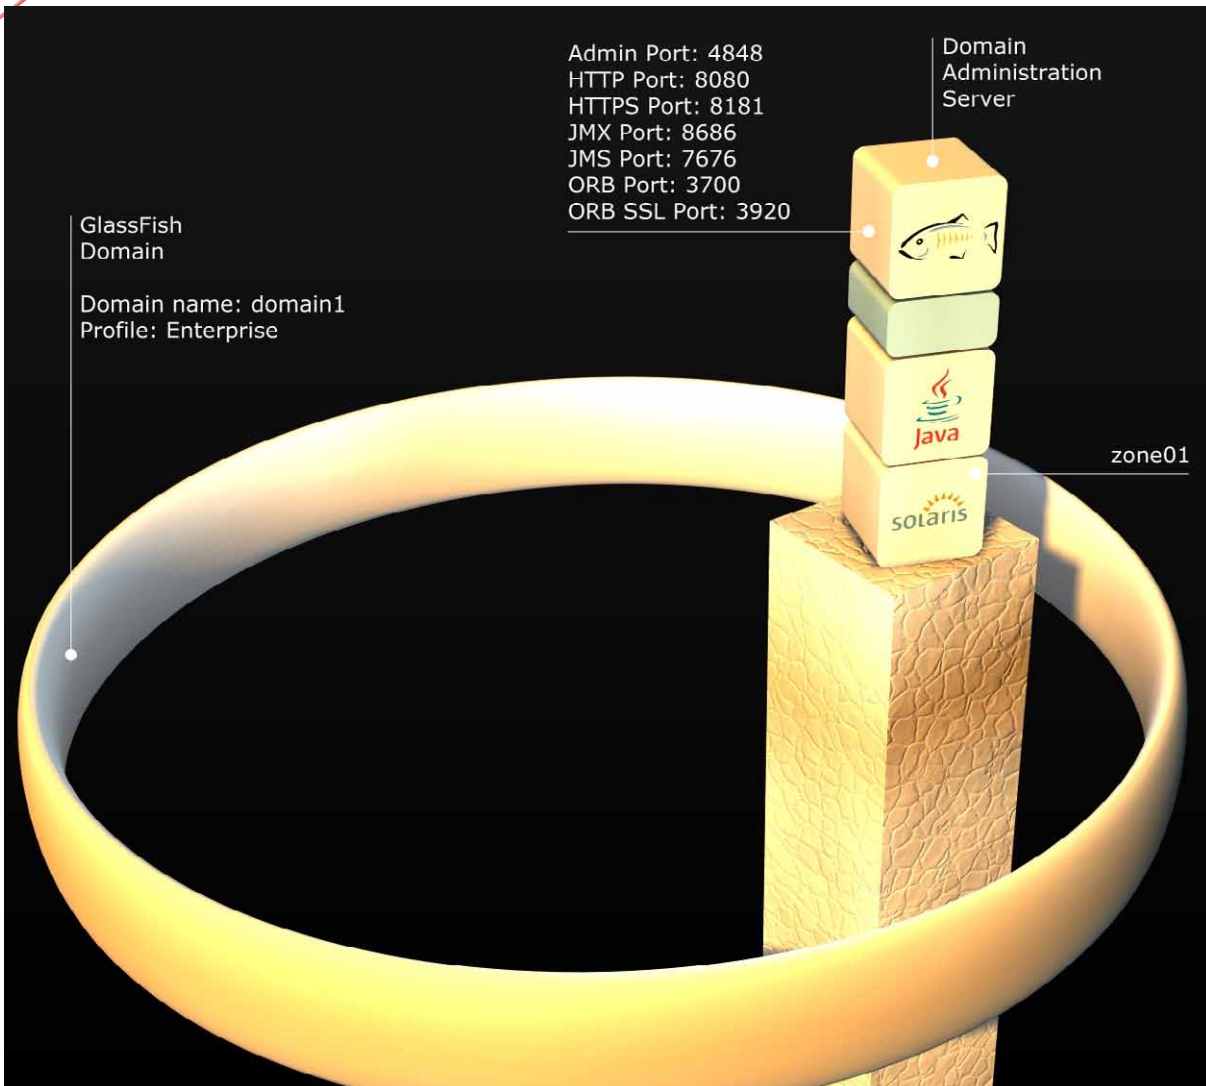 Admin Port: 4848
HTTP Port: 8080
HTTPS Port: 8181
JMX Port: 8686
JMS Port: 7676
ORB Port: 3700
ORB SSL Port: 3920
Domain
Administration
Server
GlassFish
Domain
Domain name: domain1
Profile: Enterprise
Java
zone01
solaris